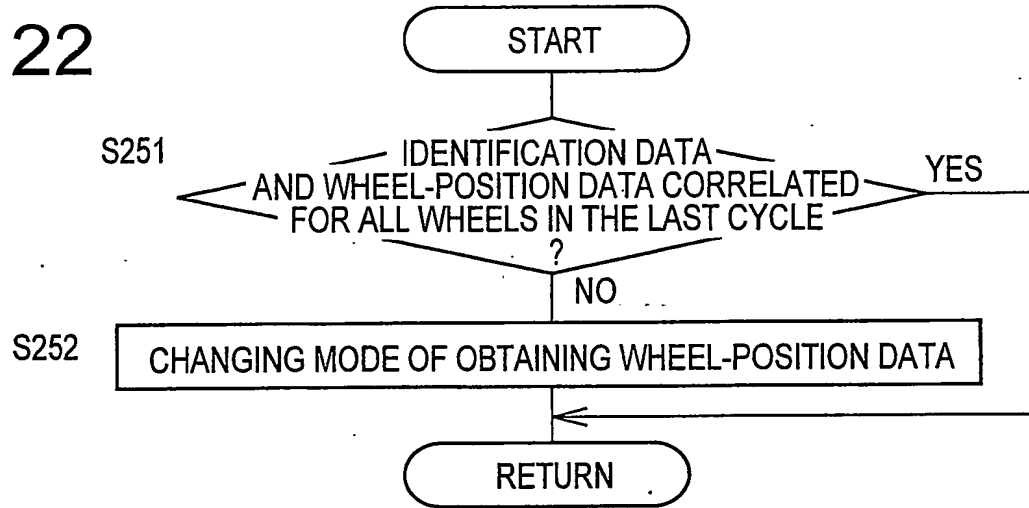 22
START
S251
IDENTIFICATION DATA
AND WHEEL-POSITION DATA CORRELATED
FOR ALL WHEELS IN THE LAST CYCLE
?
YES
NO
S252
CHANGING MODE OF OBTAINING WHEEL-POSITION DATA
RETURN